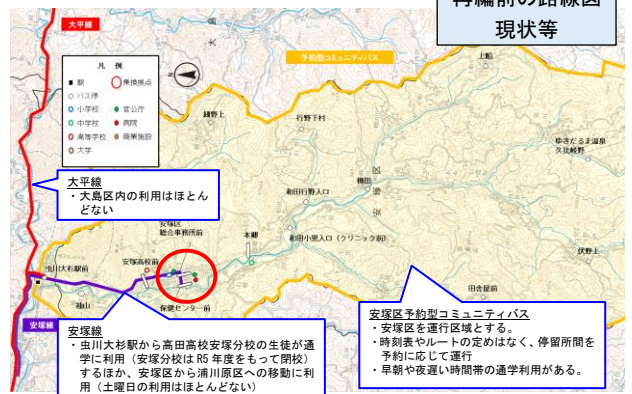 再編前の路線図
現状等
大平線
予約型コミュニティバス
凡 例
■ 駅
乗換拠点
○ バス停
○ 小学校
● 官公庁
○ 中学校
● 病院
○ 高等学校
● 商業施設
○ 大学
上船
細野上
行野下村
ゆきだるま温泉
久比岐野
和田行野入口
樽田
安塚区
大平線
・大島区内の利用はほとん
どない
安塚区
総合事務所前
本郷
和田小黒入口（クリニック前）
伏野上
安塚高校前
虫川大杉駅前
田舎屋前
袖山
保健センター前
安塚線
安塚線
・虫川大杉駅から高田高校安塚分校の生徒が通
学に利用（安塚分校は R5 年度をもって閉校）
するほか、安塚区から浦川原区への移動に利
用（土曜日の利用はほとんどない）
安塚区予約型コミュニティバス
・安塚区を運行区域とする。
・時刻表やルートの定めはなく、停留所間を
予約に応じて運行
・早朝や夜遅い時間帯の通学利用がある。